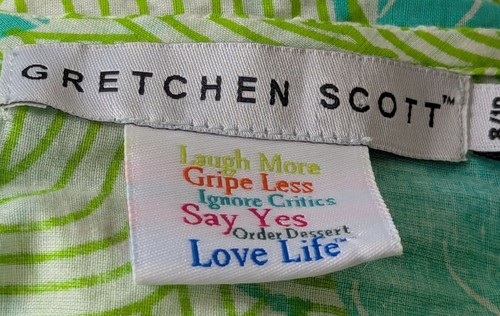 GRETCHEN SCOTT™
Laugh More
Gripe Less
Ignore Critics
Say Yes
Order Dessert
Love Life™